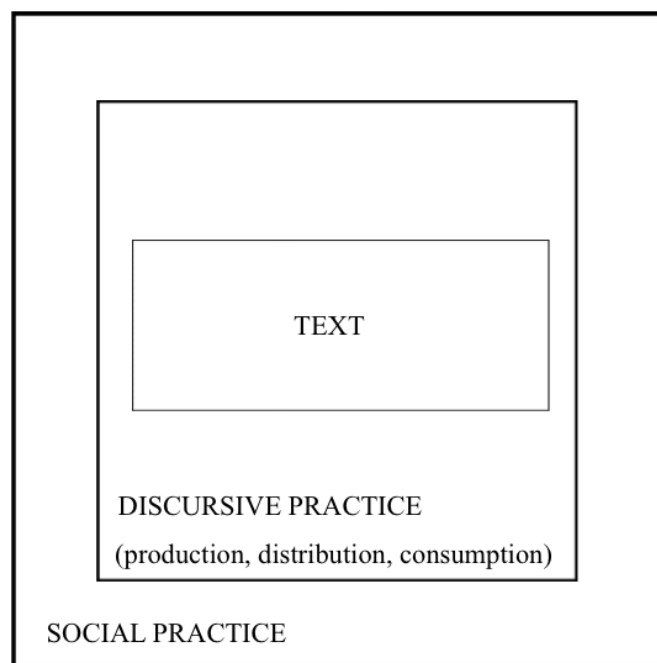 TEXT
DISCURSIVE PRACTICE
(production, distribution, consumption)
SOCIAL PRACTICE